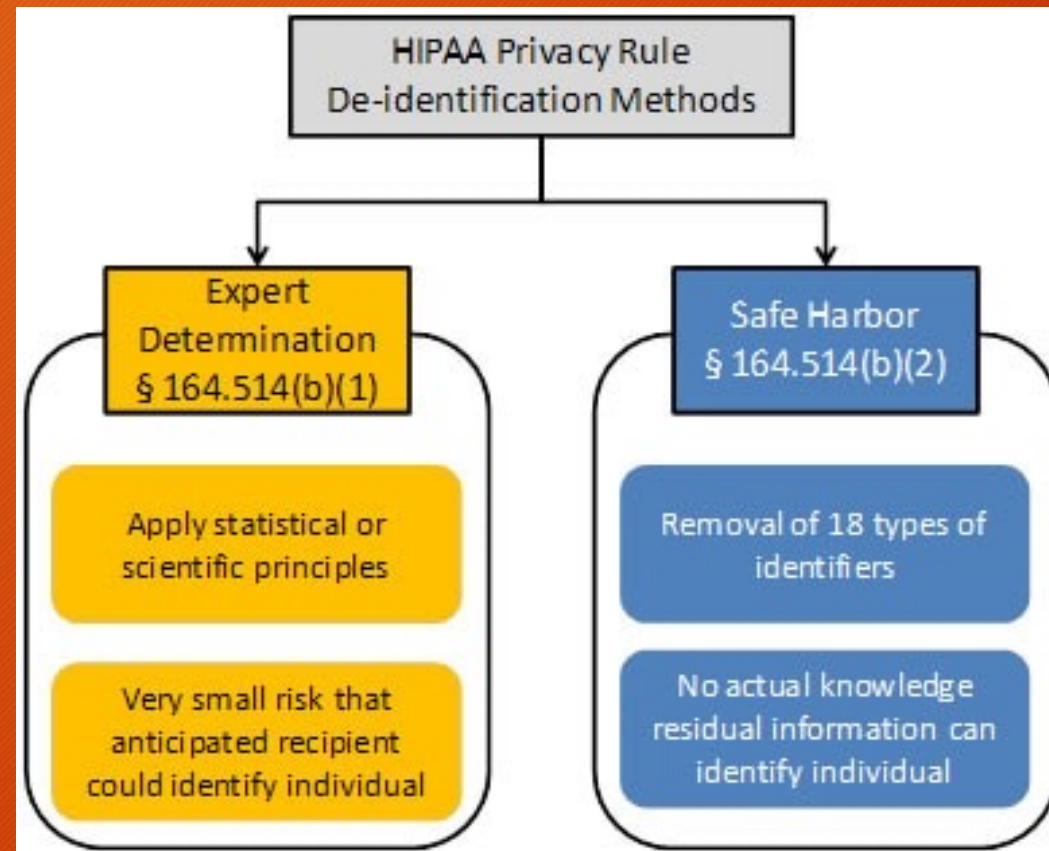 HIPAA Privacy Rule
De-identification Methods
Expert
Determination
§ 164.514(b)(1)
Apply statistical or
scientific principles
Very small risk that
anticipated recipient
could identify individual
Safe Harbor
§ 164.514(b)(2)
Removal of 18 types of
identifiers
No actual knowledge
residual information can
identify individual